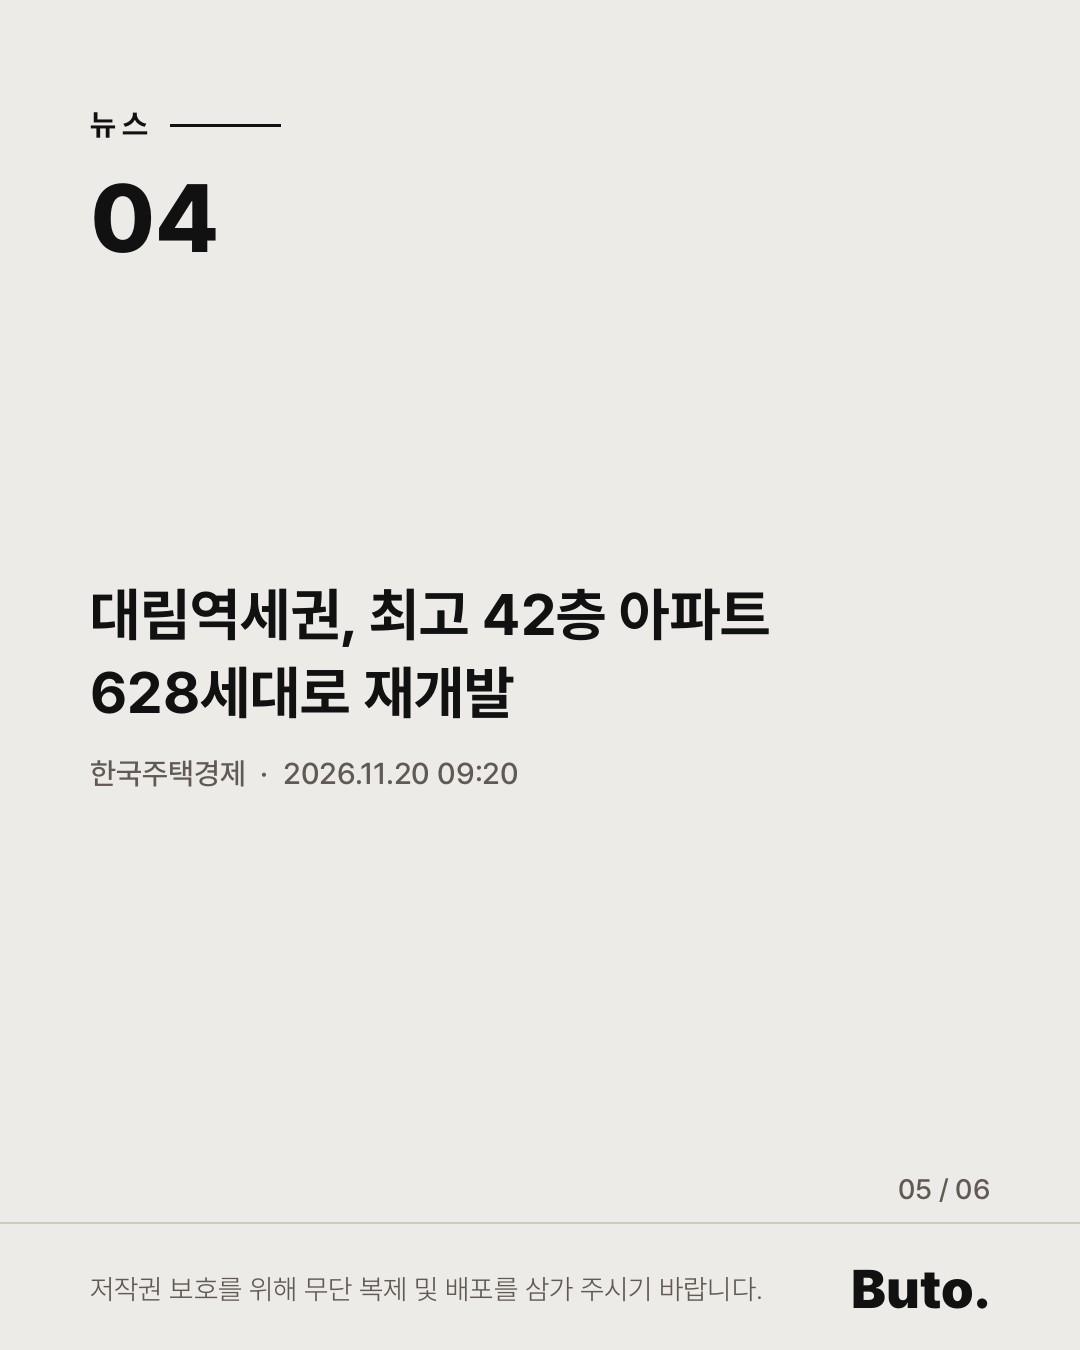 뉴스
04
대림역세권, 최고 42층 아파트
628세대로 재개발
한국주택경제 · 2026.11.20 09:20
05 / 06
저작권 보호를 위해 무단 복제 및 배포를 삼가 주시기 바랍니다.
Buto.